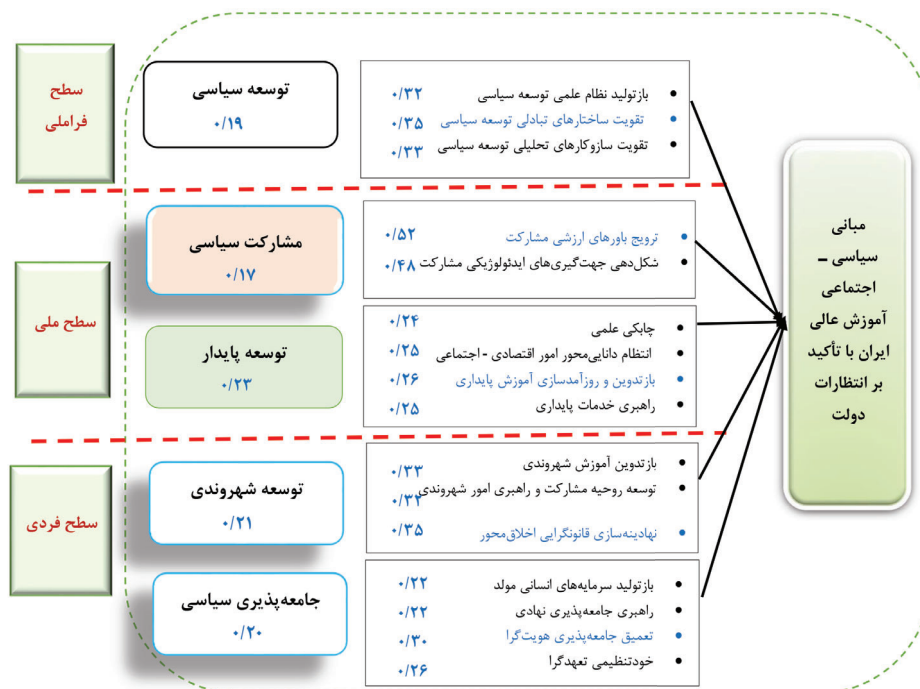 سطح
فراملی
توسعه سیاسی
۰/۱۹
بازتولید نظام علمی توسعه سیاسی ۰/۳۲
تقویت ساختارهای تبادلی توسعه سیاسی ۰/۳۵
تقویت سازوکارهای تحلیلی توسعه سیاسی ۰/۳۳
سطح ملی
مشارکت سیاسی
۰/۱۷
ترویج باورهای ارزشی مشارکت ۰/۵۲
شکل‌دهی جهت‌گیری‌های ایدئولوژیکی مشارکت ۰/۴۸
توسعه پایدار
۰/۲۳
چابکی علمی ۰/۲۴
انتظام دانایی‌محور امور اقتصادی - اجتماعی ۰/۲۵
بازتدوین و روزآمدسازی آموزش پایداری ۰/۲۶
راهبری خدمات پایداری ۰/۲۵
سطح فردی
توسعه شهروندی
۰/۲۱
بازتدوین آموزش شهروندی ۰/۳۳
توسعه روحیه مشارکت و راهبری امور شهروندی ۰/۳۲
نهادینه‌سازی قانونگرایی اخلاق‌محور ۰/۳۵
جامعه‌پذیری سیاسی
۰/۲۰
بازتولید سرمایه‌های انسانی مولد ۰/۲۲
راهبری جامعه‌پذیری نهادی ۰/۲۲
تعمیق جامعه‌پذیری هویت‌گرا ۰/۳۰
خودتنظیمی تعهدگرا ۰/۲۶
مبانی
سیاسی –
اجتماعی
آموزش عالی
ایران با تأکید
بر انتظارات
دولت